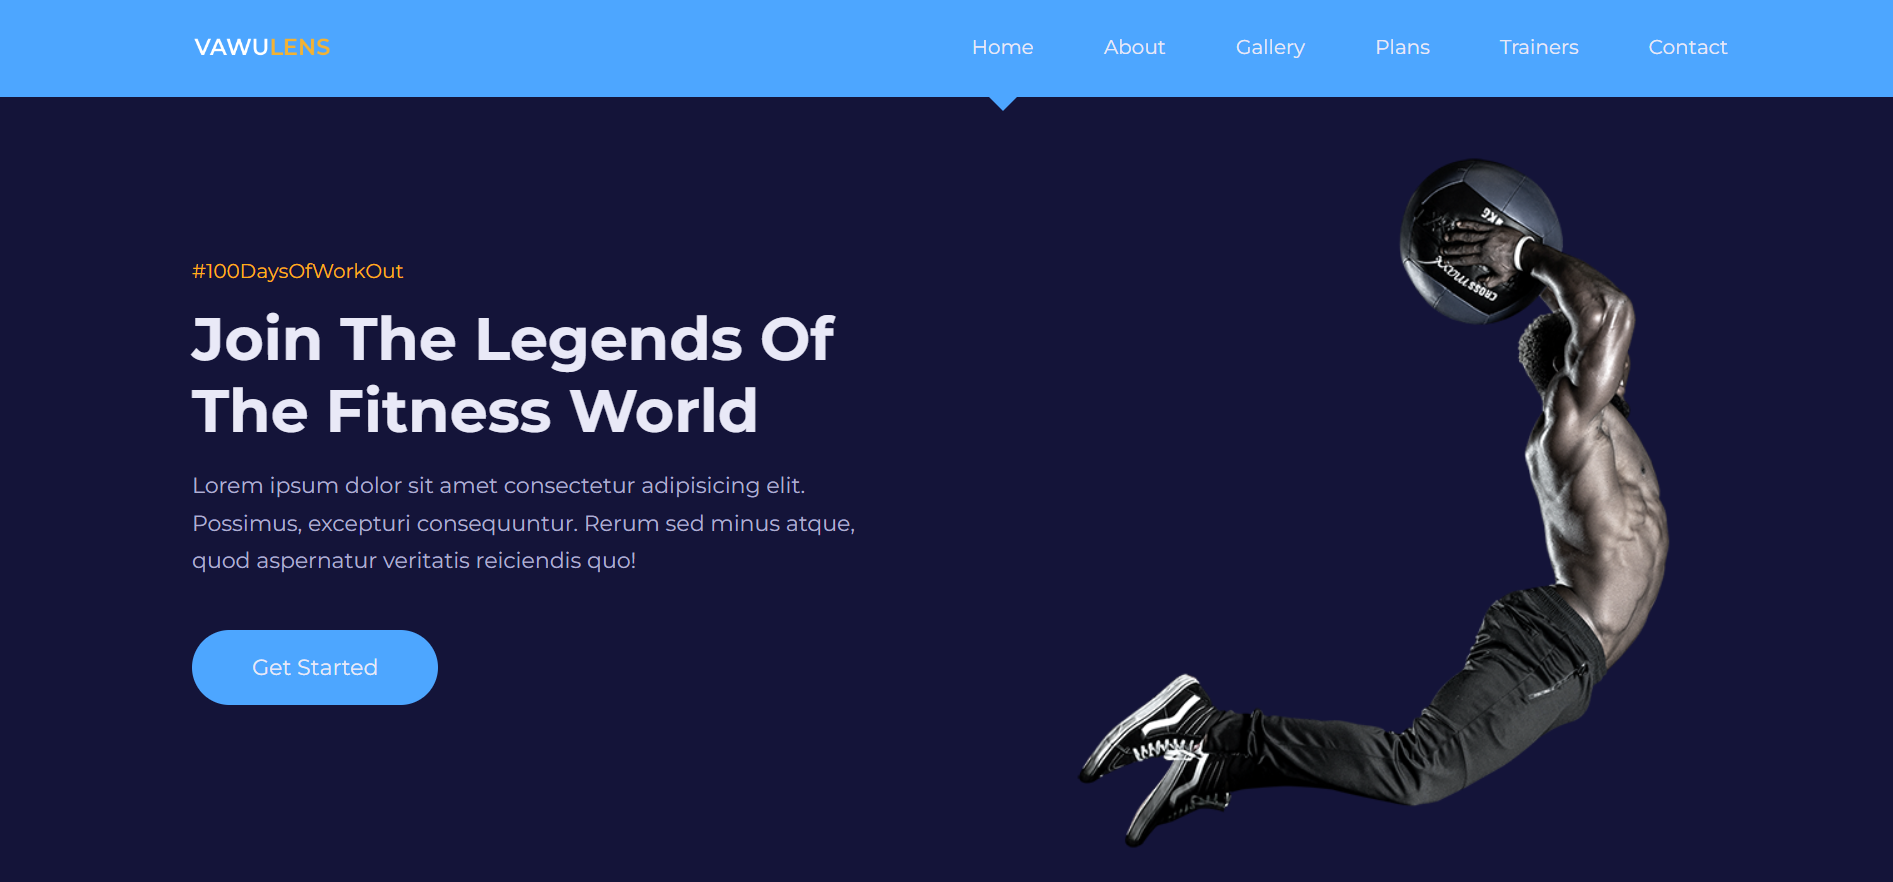 VAWULENS
Home About Gallery Plans Trainers Contact
4KG
CROSSMAXX
#100DaysOfWorkOut
Join The Legends Of
The Fitness World
Lorem ipsum dolor sit amet consectetur adipisicing elit.
Possimus, excepturi consequuntur. Rerum sed minus atque,
quod aspernatur veritatis reiciendis quo!
Get Started